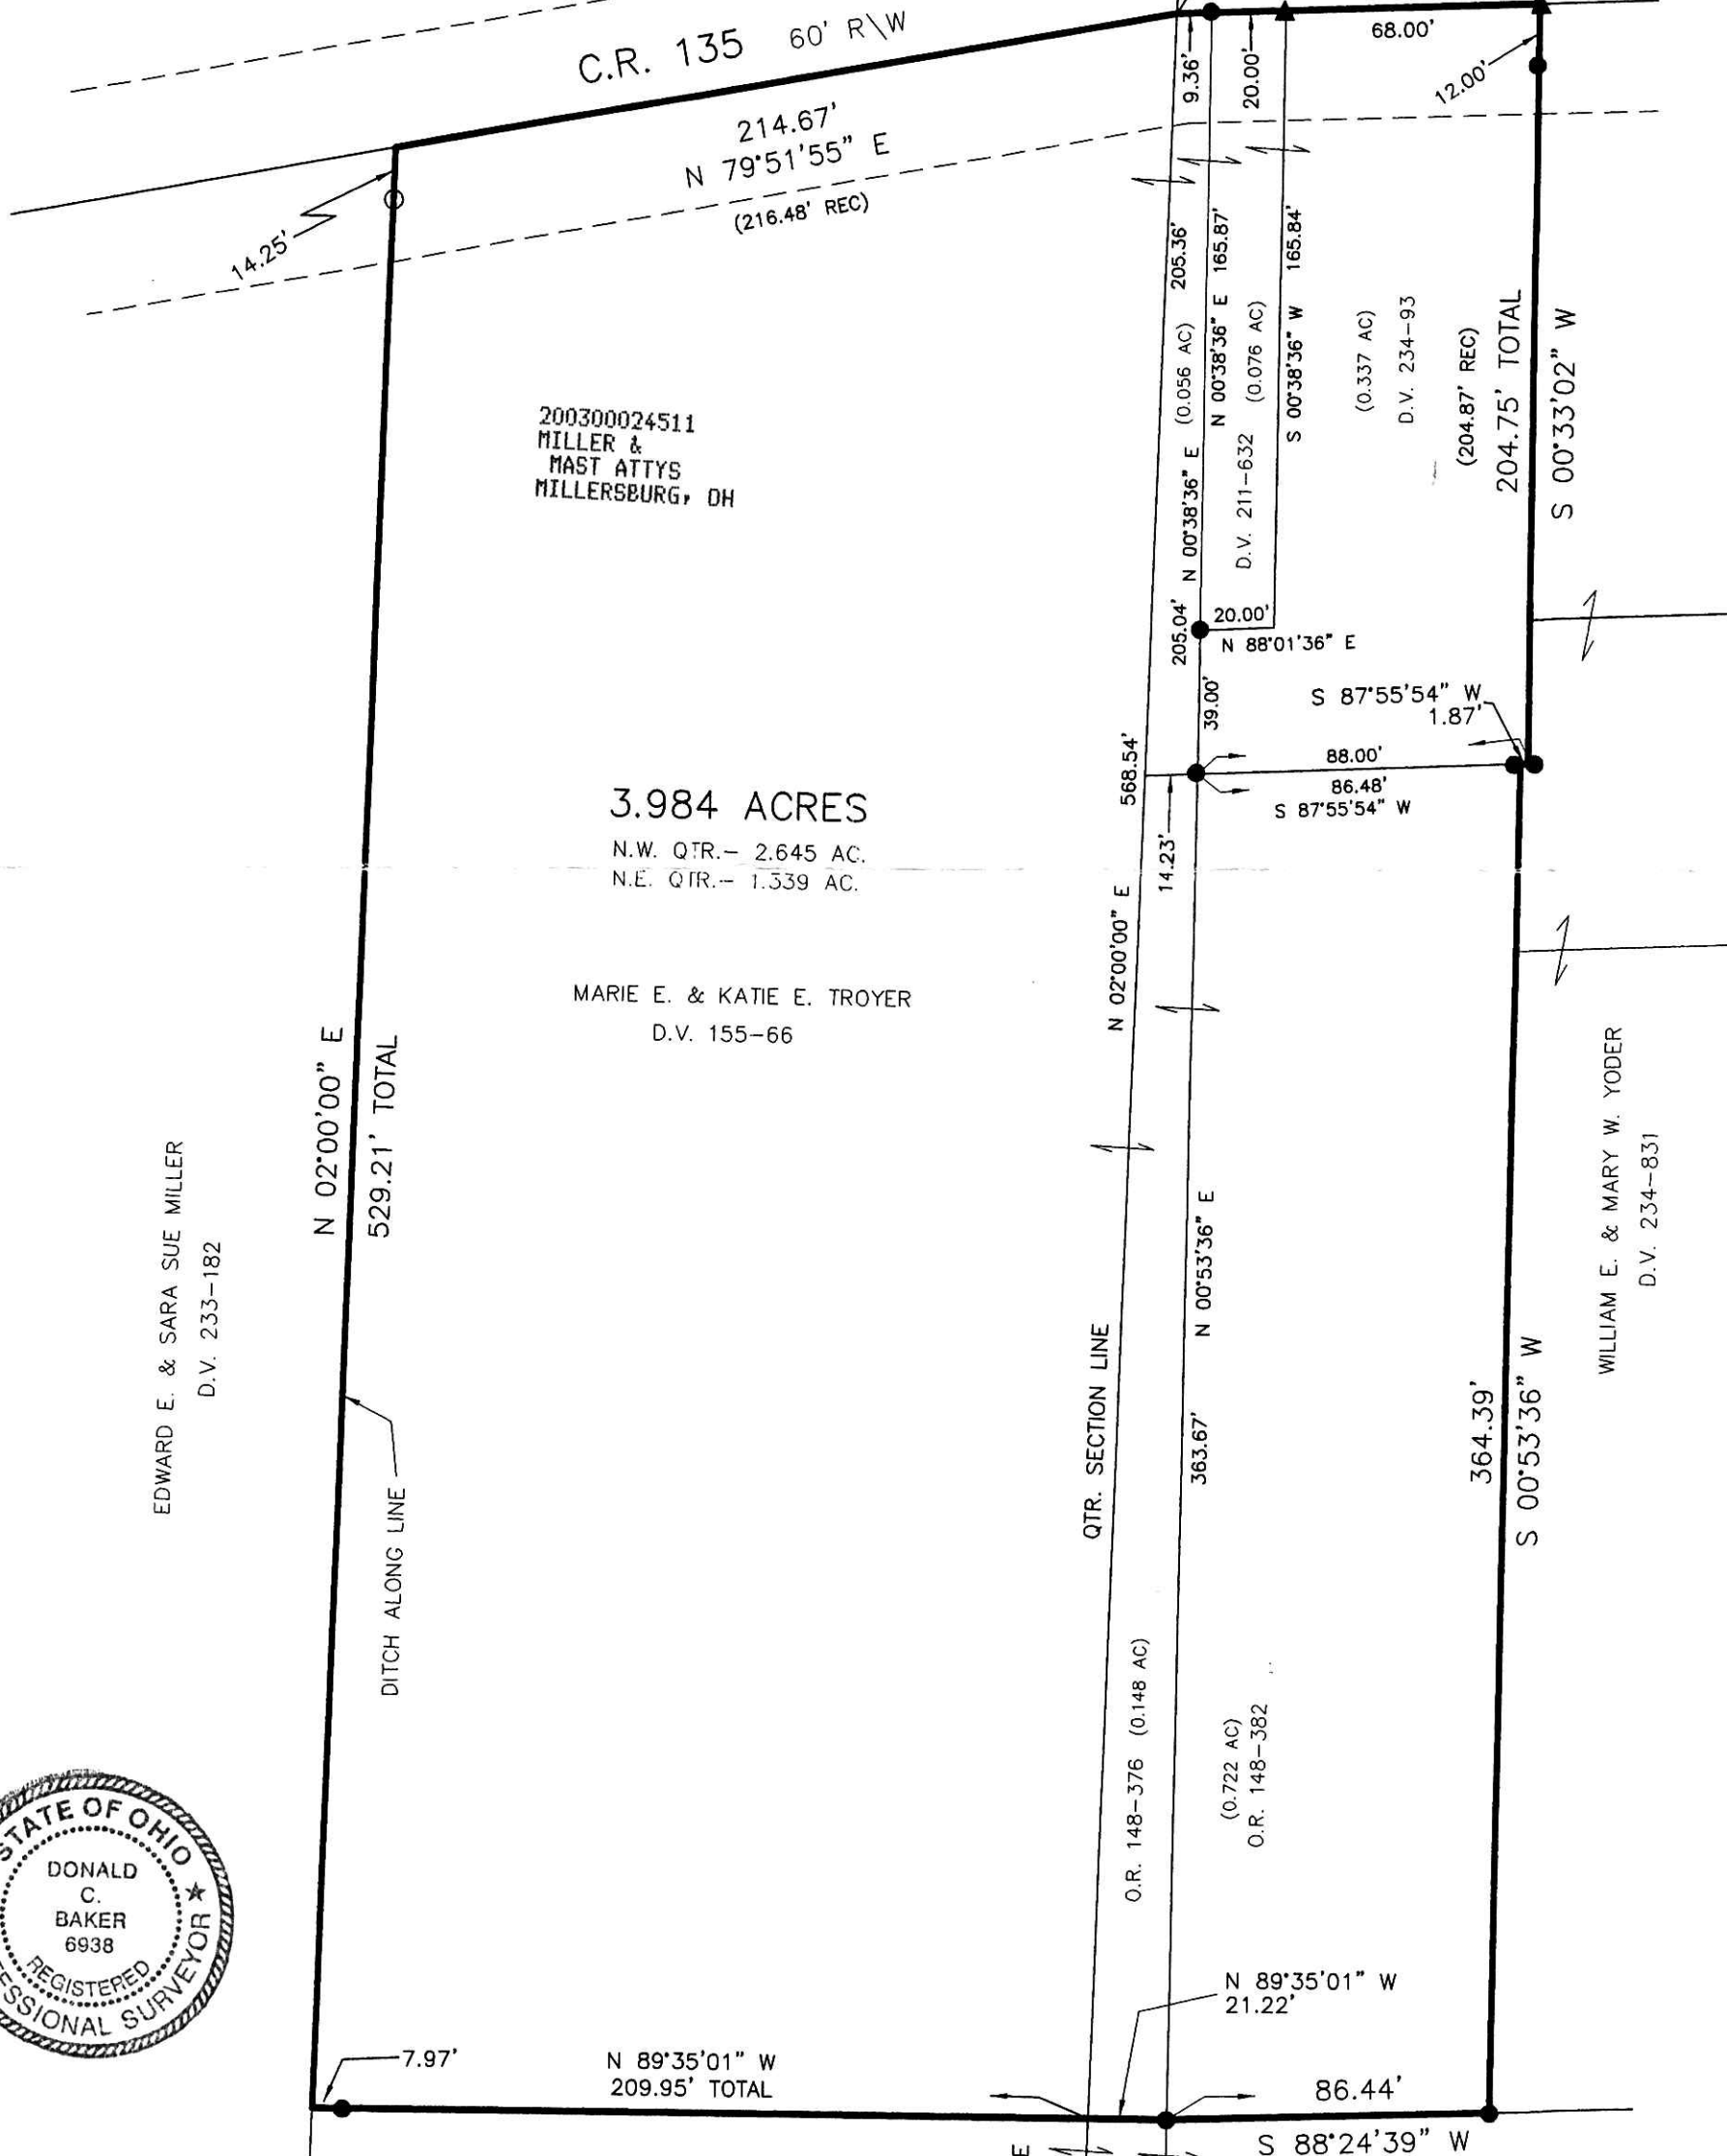 C.R. 135 60' R\W
214.67'
N 79°51'55" E
(216.48' REC)
14.25'
9.36'
20.00'
68.00'
12.00'
200300024511
MILLER &
MAST ATTYS
MILLERSBURG, OH
205.36'
(0.056 AC)
N 00°38'36" E
205.04'
165.87'
N 00°38'36" E
D.V. 211-632 (0.076 AC)
165.84'
S 00°38'36" W
(0.337 AC)
D.V. 234-93
(204.87' REC)
204.75' TOTAL
S 00°33'02" W
20.00'
N 88°01'36" E
39.00'
S 87°55'54" W
1.87'
88.00'
86.48'
S 87°55'54" W
568.54'
14.23'
3.984 ACRES
N.W. QTR.- 2.645 AC.
N.E. QTR.- 1.339 AC.
MARIE E. & KATIE E. TROYER
D.V. 155-66
N 02°00'00" E
529.21' TOTAL
N 02°00'00" E
EDWARD E. & SARA SUE MILLER
D.V. 233-182
DITCH ALONG LINE
QTR. SECTION LINE
N 00°53'36" E
363.67'
364.39'
S 00°53'36" W
WILLIAM E. & MARY W. YODER
D.V. 234-831
O.R. 148-376 (0.148 AC)
(0.722 AC)
O.R. 148-382
STATE OF OHIO
DONALD
C.
BAKER
6938
REGISTERED
SURVEYOR
N 89°35'01" W
21.22'
7.97'
N 89°35'01" W
209.95' TOTAL
86.44'
S 88°24'39" W
E